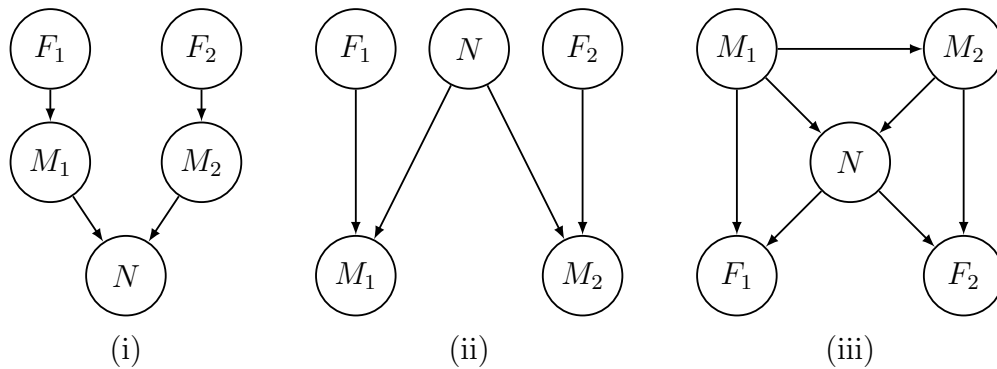 F₁ F₂ F₁ N F₂ M₁ M₂
M₁ M₂ N
N M₁ M₂ F₁ F₂
(i) (ii) (iii)